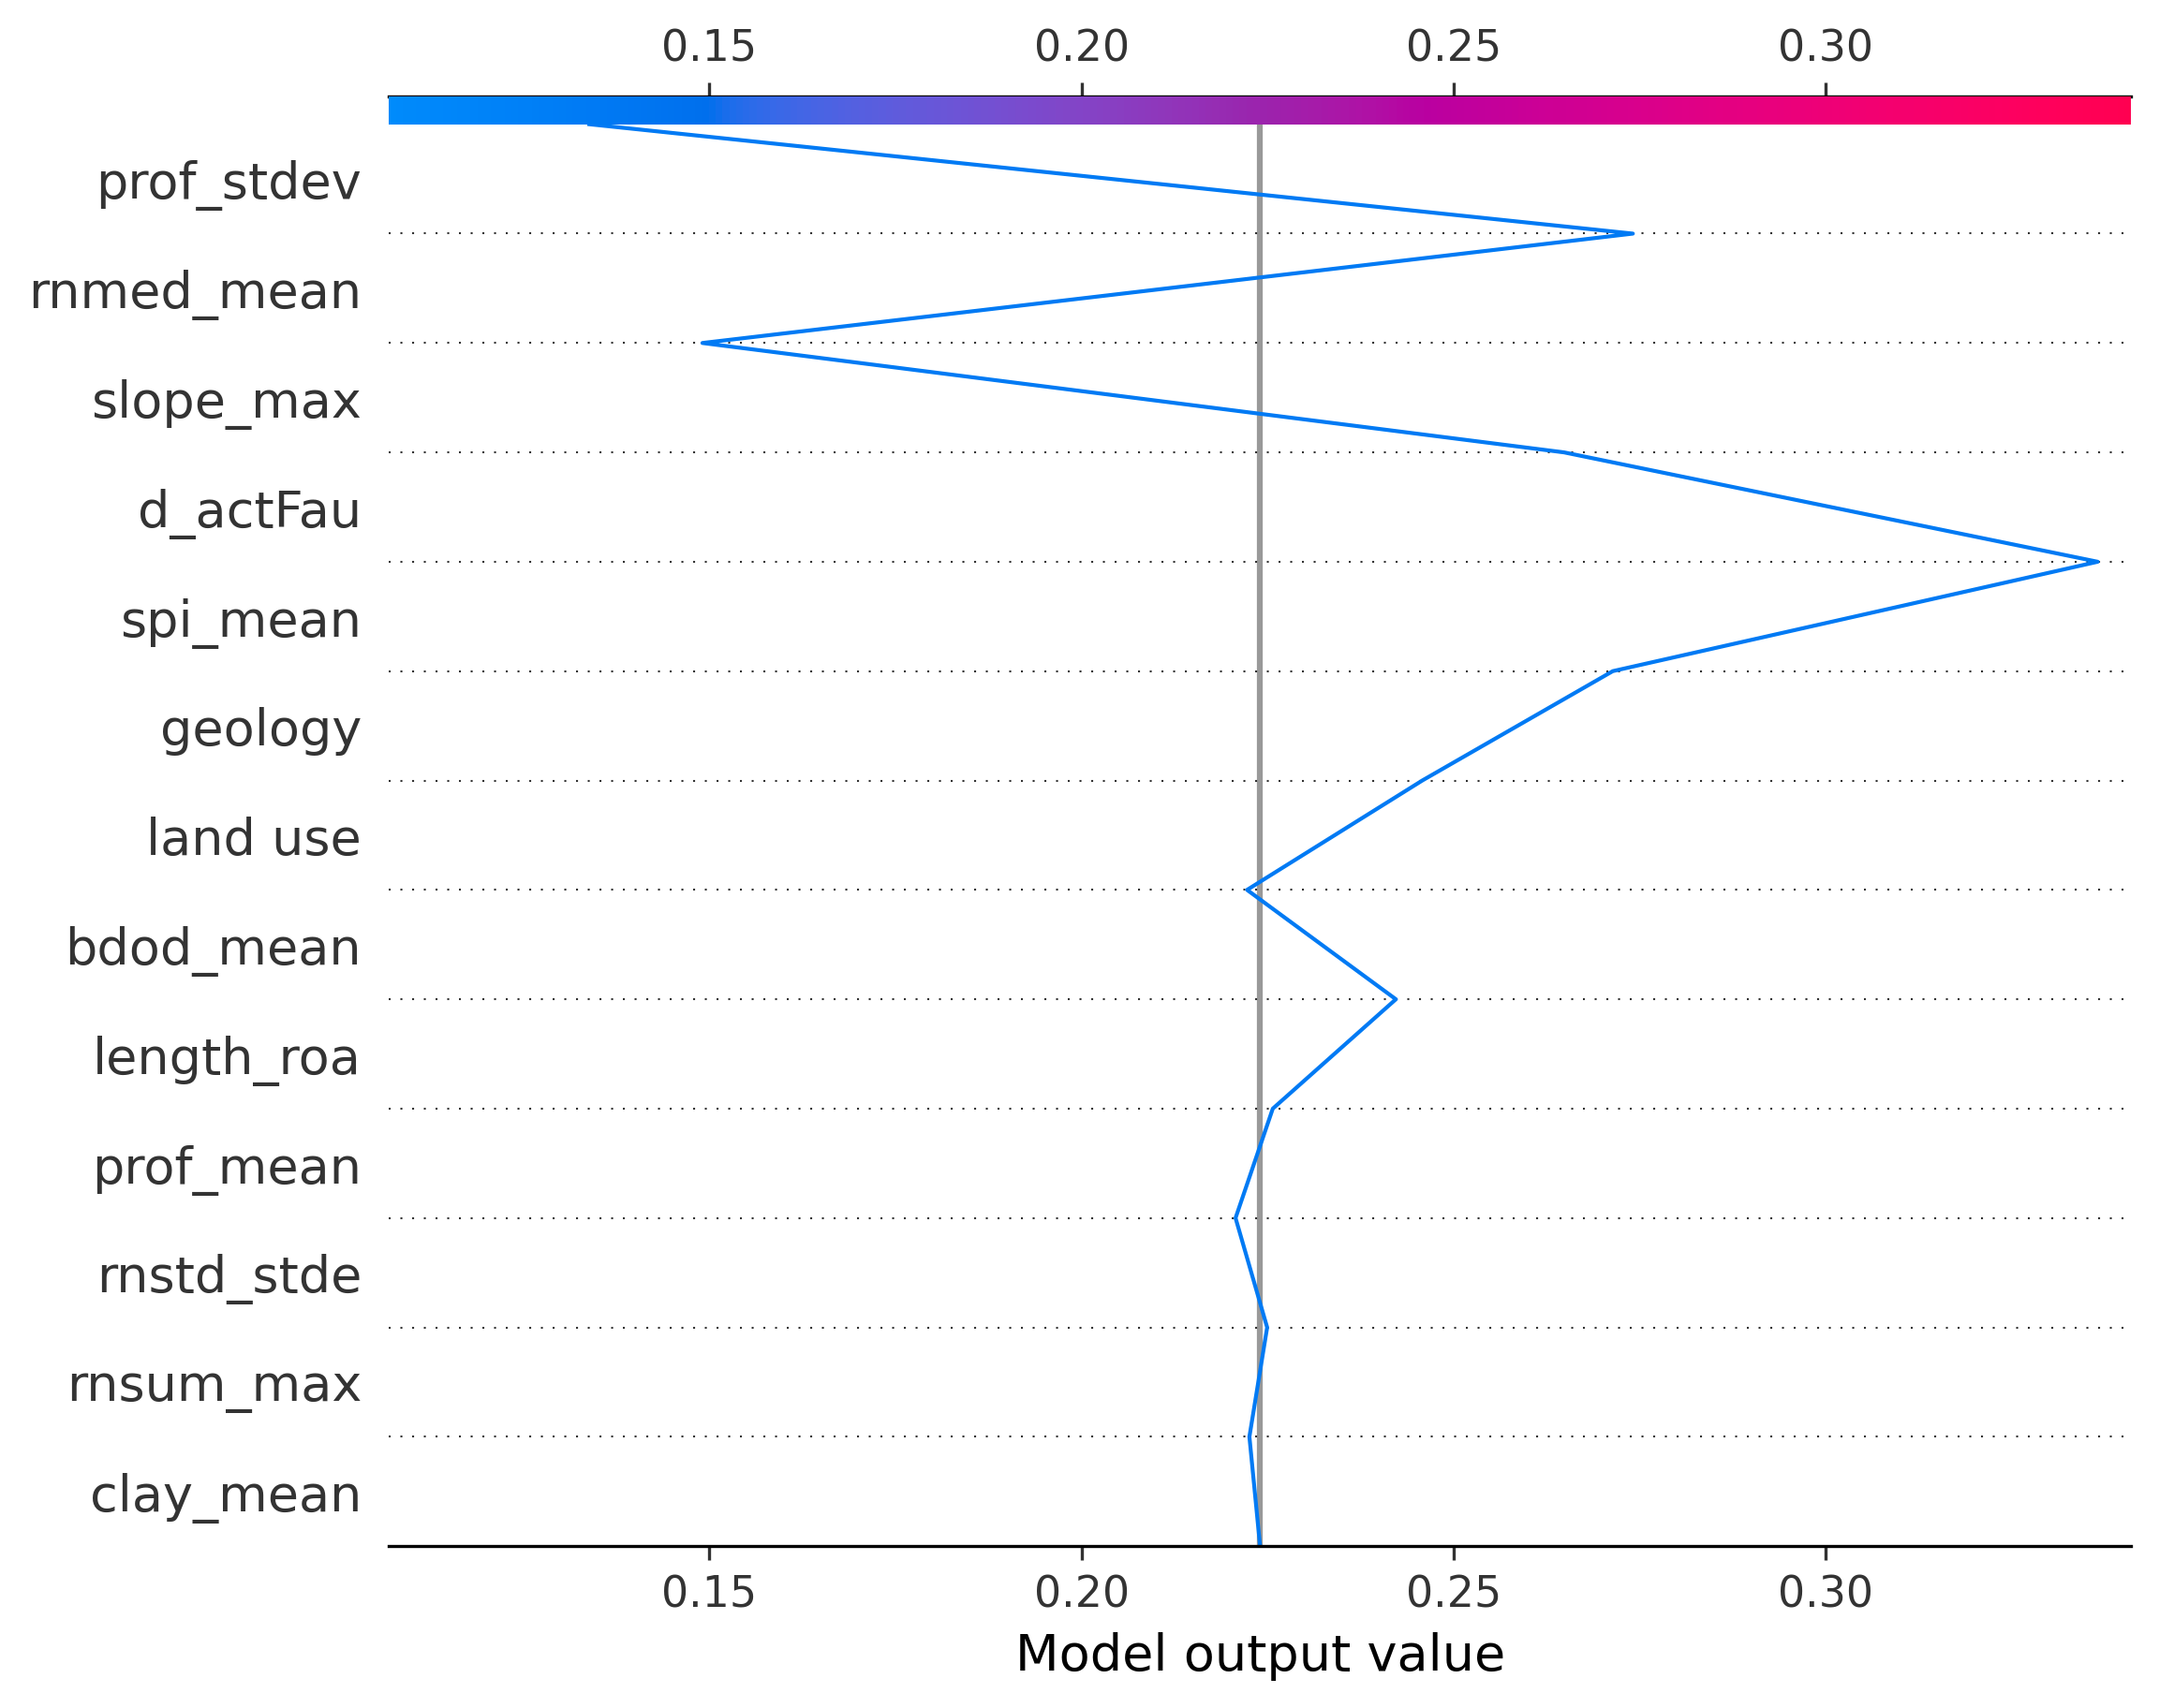 0.15 0.20 0.25 0.30
prof_stdev
rnmed_mean
slope_max
d_actFau
spi_mean
geology
land use
bdod_mean
length_roa
prof_mean
rnstd_stde
rnsum_max
clay_mean
0.15 0.20 0.25 0.30
Model output value